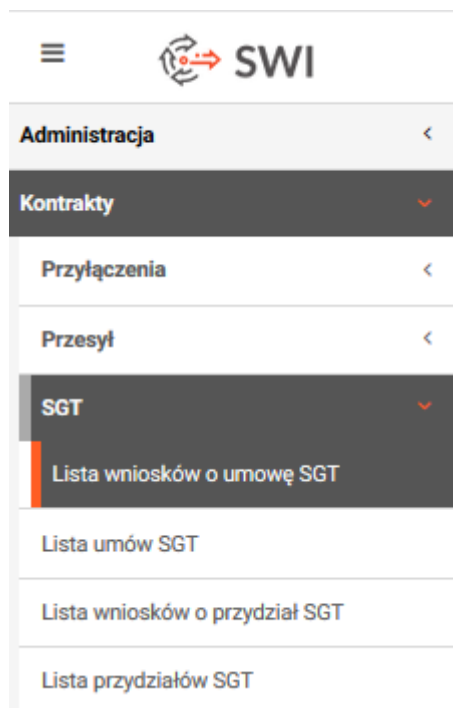 SWI
Administracja
Kontrakty
Przyłączenia
Przesył
SGT
Lista wniosków o umowę SGT
Lista umów SGT
Lista wniosków o przydział SGT
Lista przydziałów SGT